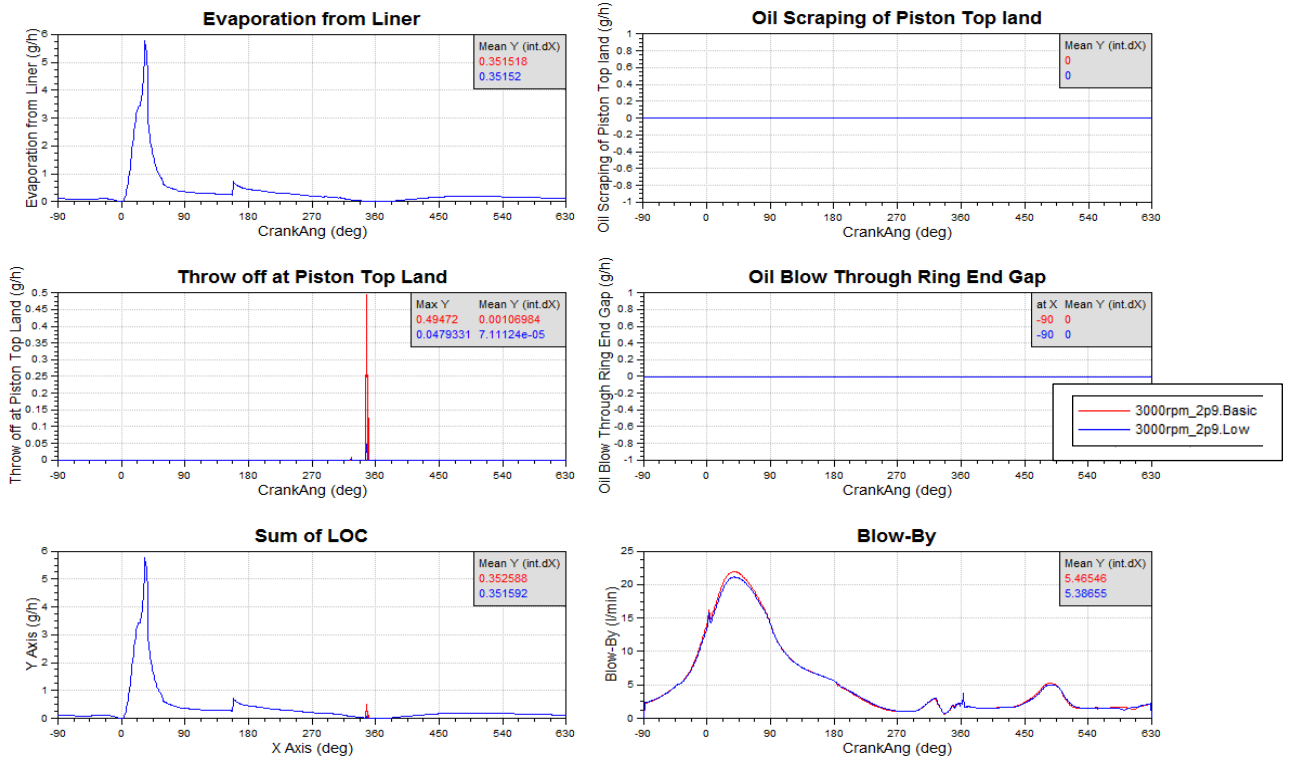 Evaporation from Liner
Evaporation from Liner (g/h)
6
5
4
3
2
1
0
Mean Y (int.dX)
0.351518
0.35152
-90 0 90 180 270 360 450 540 630
CrankAng (deg)
Oil Scraping of Piston Top land
Oil Scraping of Piston Top land (g/h)
1
0.8
0.6
0.4
0.2
0
-0.2
-0.4
-0.6
-0.8
-1
Mean Y (int.dX)
0
0
-90 0 90 180 270 360 450 540 630
CrankAng (deg)
Throw off at Piston Top Land
Throw off at Piston Top Land (g/h)
0.5
0.45
0.4
0.35
0.3
0.25
0.2
0.15
0.1
0.05
0
Max Y Mean Y (int.dX)
0.49472 0.00106984
0.0479331 7.11124e-05
-90 0 90 180 270 360 450 540 630
CrankAng (deg)
Oil Blow Through Ring End Gap
Oil Blow Through Ring End Gap (g/h)
1
0.8
0.6
0.4
0.2
0
-0.2
-0.4
-0.6
-0.8
-1
at X Mean Y (int.dX)
-90 0
-90 0
3000rpm_2p9.Basic
3000rpm_2p9.Low
-90 0 90 180 270 360 450 540 630
CrankAng (deg)
Sum of LOC
Y Axis (g/h)
6
5
4
3
2
1
0
Mean Y (int.dX)
0.352588
0.351592
-90 0 90 180 270 360 450 540 630
X Axis (deg)
Blow-By
Blow-By (l/min)
25
20
15
10
5
0
Mean Y (int.dX)
5.46546
5.38655
-90 0 90 180 270 360 450 540 630
CrankAng (deg)